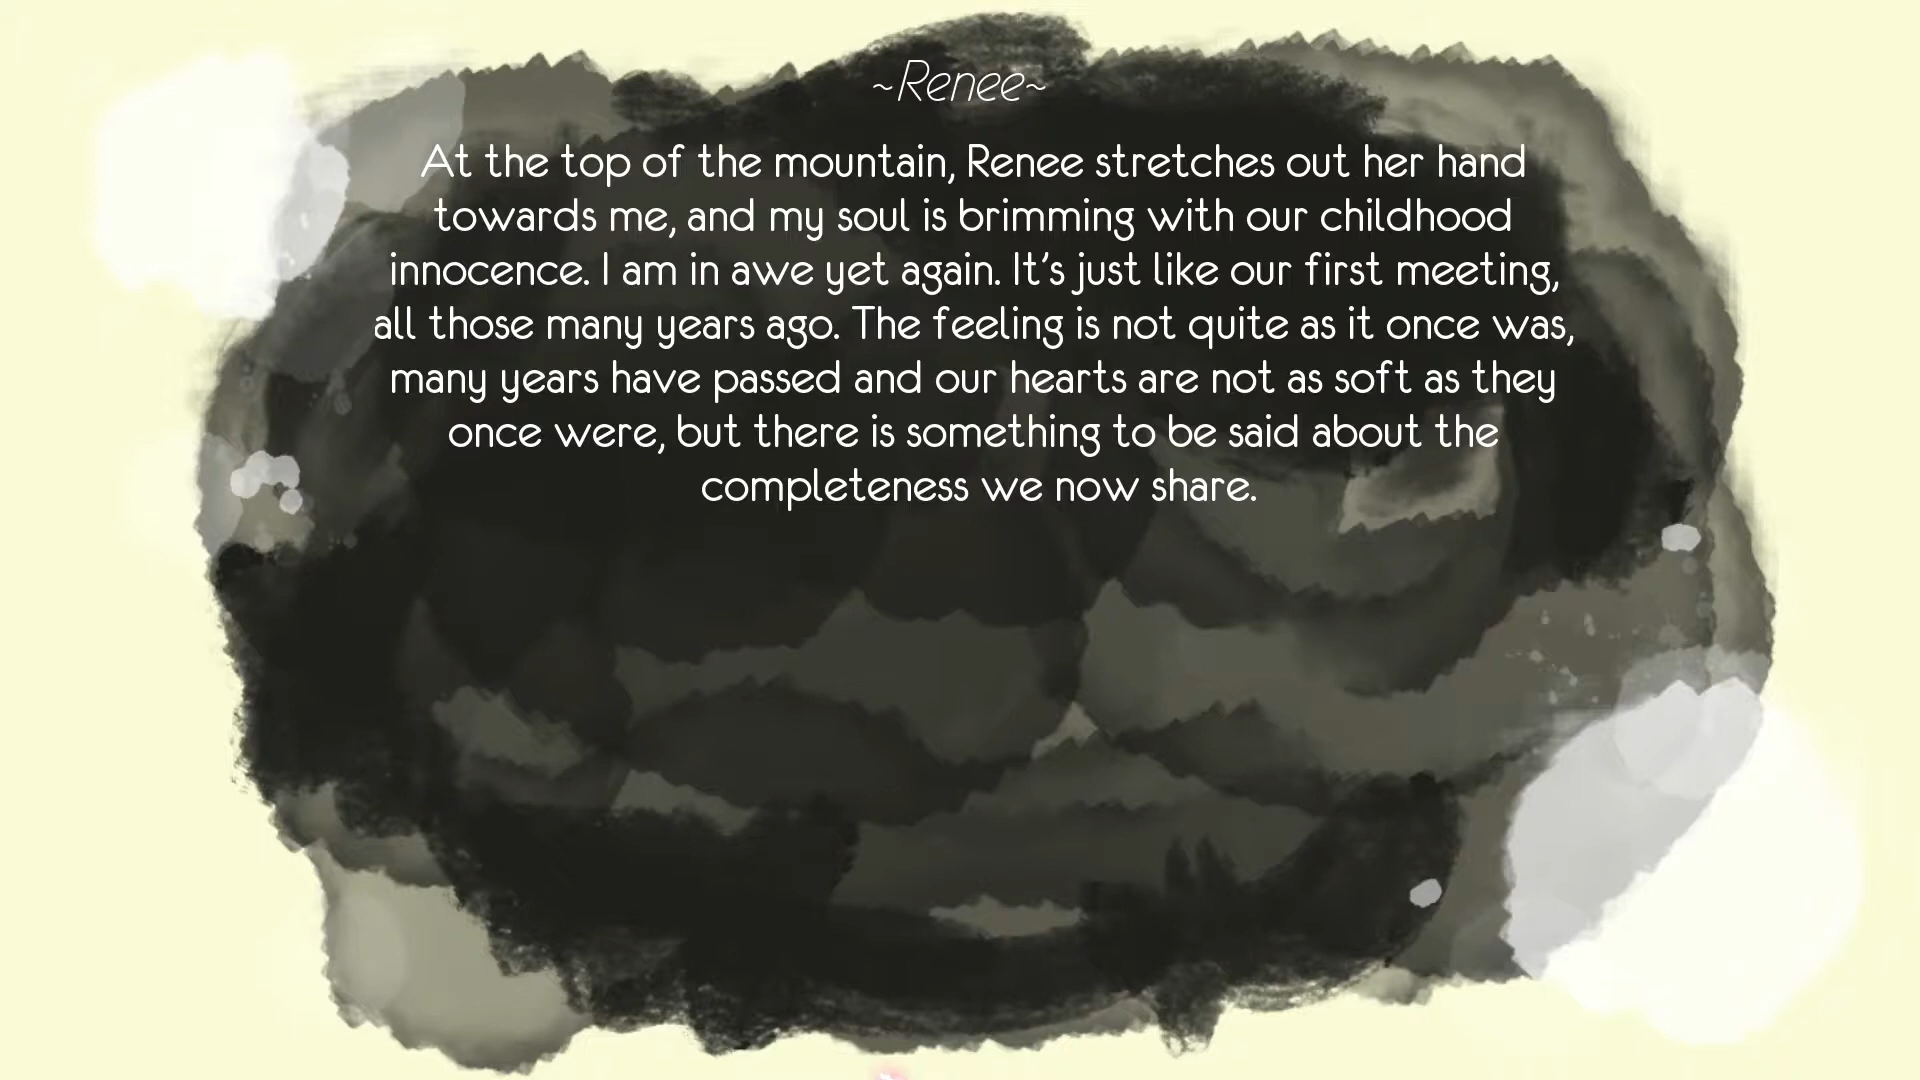 ~Renee~
At the top of the mountain, Renee stretches out her hand
towards me, and my soul is brimming with our childhood
innocence. I am in awe yet again. It's just like our first meeting,
all those many years ago. The feeling is not quite as it once was,
many years have passed and our hearts are not as soft as they
once were, but there is something to be said about the
completeness we now share.